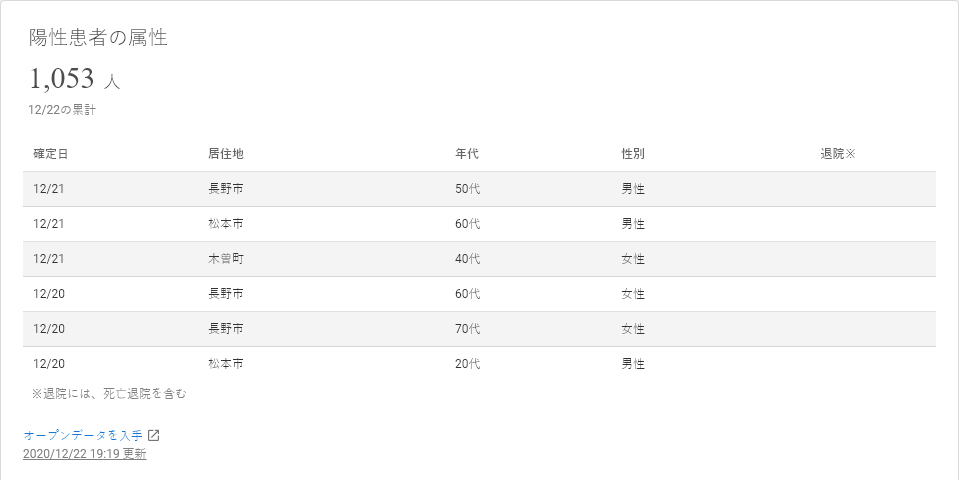 陽性患者の属性
1,053 人
12/22の累計
確定日 居住地 年代 性別 退院※
12/21 長野市 50代 男性
12/21 松本市 60代 男性
12/21 木曽町 40代 女性
12/20 長野市 60代 女性
12/20 長野市 70代 女性
12/20 松本市 20代 男性
※退院には、死亡退院を含む
オープンデータを入手
2020/12/22 19:19 更新